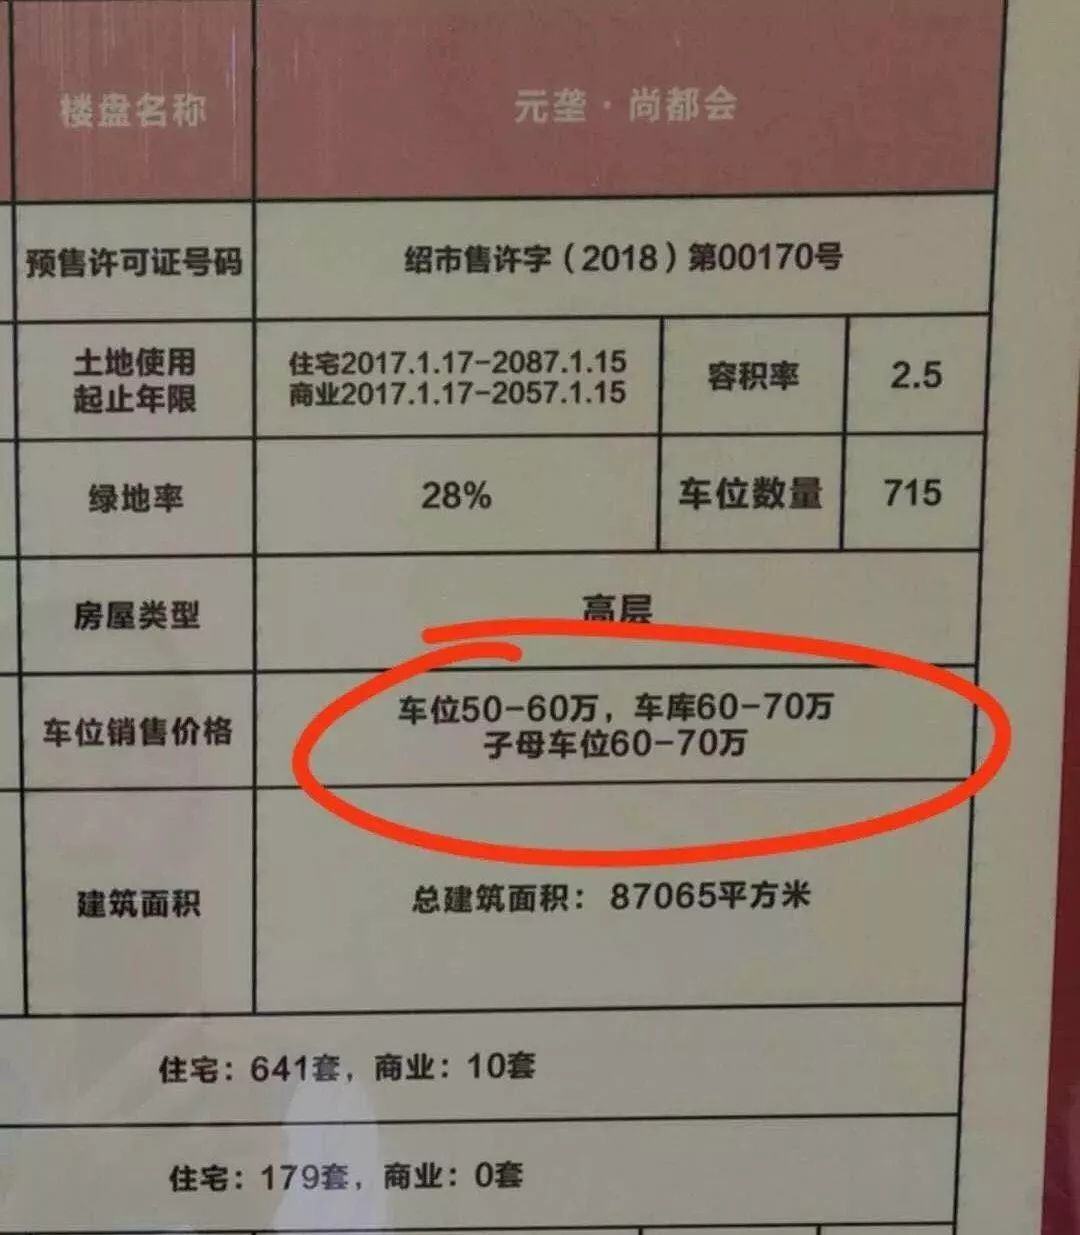 楼盘名称
元垄·尚都会
预售许可证号码
绍市售许字（2018）第00170号
土地使用
起止年限
住宅2017.1.17-2087.1.15
商业2017.1.17-2057.1.15
容积率
2.5
绿地率
28%
车位数量
715
房屋类型
高层
车位销售价格
车位50-60万，车库60-70万
子母车位60-70万
建筑面积
总建筑面积：87065平方米
住宅：641套，商业：10套
住宅：179套，商业：0套